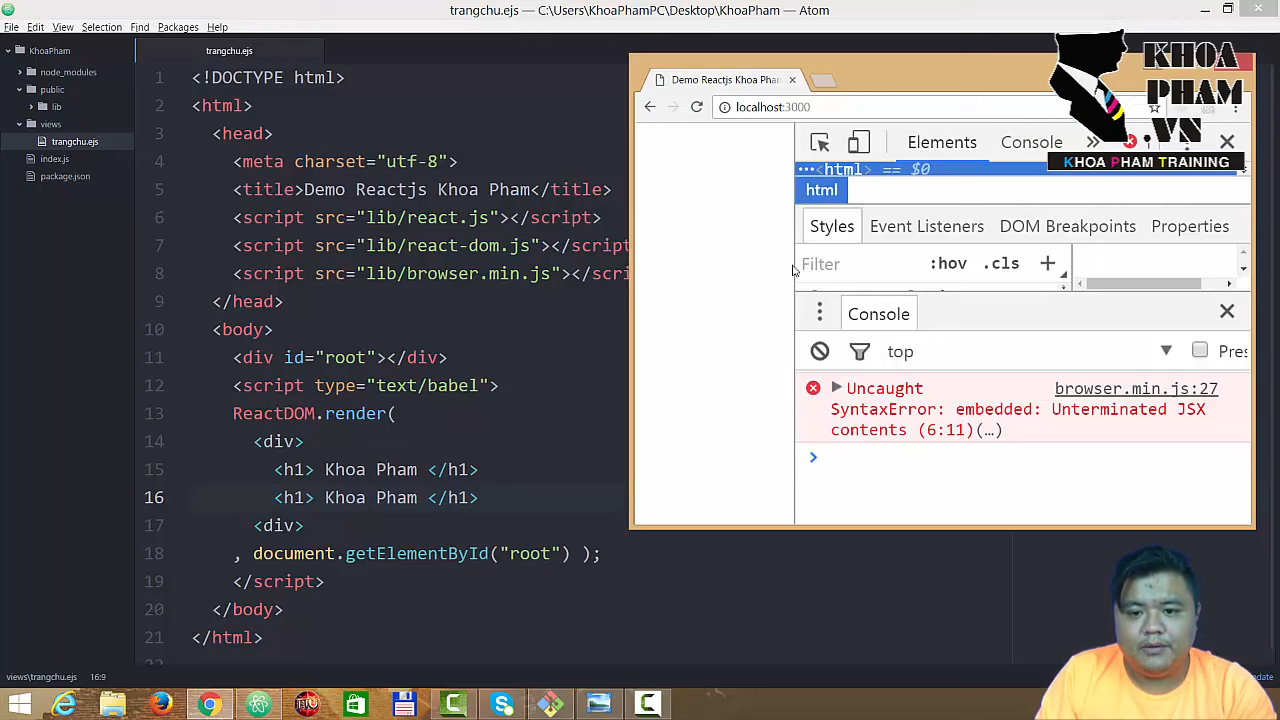 trangchu.ejs — C:\Users\KhoaPhamPC\Desktop\KhoaPham — Atom
File Edit View Selection Find Packages Help
KhoaPham
node_modules
public
lib
views
trangchu.ejs
index.js
package.json
trangchu.ejs
1 <!DOCTYPE html>
2 <html>
3 <head>
4 <meta charset="utf-8">
5 <title>Demo Reactjs Khoa Pham</title>
6 <script src="lib/react.js"></script>
7 <script src="lib/react-dom.js"></script
8 <script src="lib/browser.min.js"></scri
9 </head>
10 <body>
11 <div id="root"></div>
12 <script type="text/babel">
13 ReactDOM.render(
14 <div>
15 <h1> Khoa Pham </h1>
16 <h1> Khoa Pham </h1>
17 <div>
18 , document.getElementById("root") );
19 </script>
20 </body>
21 </html>
views/trangchu.ejs 16:9
Demo Reactjs Khoa Phan
localhost:3000
Elements Console »
…<html> == $0
html
Styles Event Listeners DOM Breakpoints Properties
Filter :hov .cls +
Console
top Pres
Uncaught browser.min.js:27
SyntaxError: embedded: Unterminated JSX
contents (6:11)(…)
>
KHOA
PHAM
.VN
KHOA PHAM TRAINING